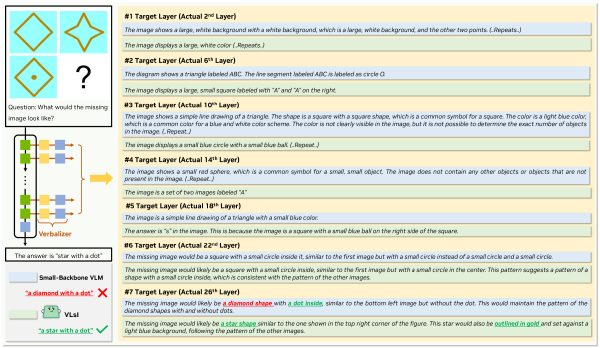 ?
Question: What would the missing
image look like?
Verbalizer
The answer is "star with a dot"
Small-Backbone VLM
"a diamond with a dot"
VLsI
"a star with a dot"
#1 Target Layer (Actual 2nd Layer)
The image shows a large, white background with a white background, which is a large, white background, and the other two points. (..Repeats..)
The image displays a large, white color (..Repeats..)
#2 Target Layer (Actual 6th Layer)
The diagram shows a triangle labeled ABC. The line segment labeled ABC is labeled as circle O.
The image displays a large, small square labeled with "A" and "A" on the right.
#3 Target Layer (Actual 10th Layer)
The image shows a simple line drawing of a triangle. The shape is a square with a square shape, which is a common symbol for a square. The color is a light blue color,
which is a common color for a blue and white color scheme. The color is not clearly visible in the image, but it is not possible to determine the exact number of objects
in the image. (..Repeat..)
The image displays a small blue circle with a small blue ball. (..Repeat..)
#4 Target Layer (Actual 14th Layer)
The image shows a small red sphere, which is a common symbol for a small. small object. The image does not contain any other objects or objects that are not
present in the image. (..Repeat..)
The image is a set of two images labeled "A"
#5 Target Layer (Actual 18th Layer)
The image is a simple line drawing of a triangle with a small blue color.
The answer is "s" in the image. This is because the image is a square with a small blue ball on the right side of the square.
#6 Target Layer (Actual 22nd Layer)
The missing image would be a square with a small circle inside it, similar to the first image but with a small circle instead of a small circle and a small circle.
The missing image would likely be a square with a small circle inside, similar to the first image but with a small circle in the center. This pattern suggests a pattern of a
shape with a small circle inside, which is consistent with the pattern of the other images.
#7 Target Layer (Actual 26th Layer)
The missing image would likely be a diamond shape with a dot inside, similar to the bottom left image but without the dot. This would maintain the pattern of the
diamond shapes with and without dots.
The missing image would likely be a star shape similar to the one shown in the top right corner of the figure. This star would also be outlined in gold and set against a
light blue background, following the pattern of the other images.